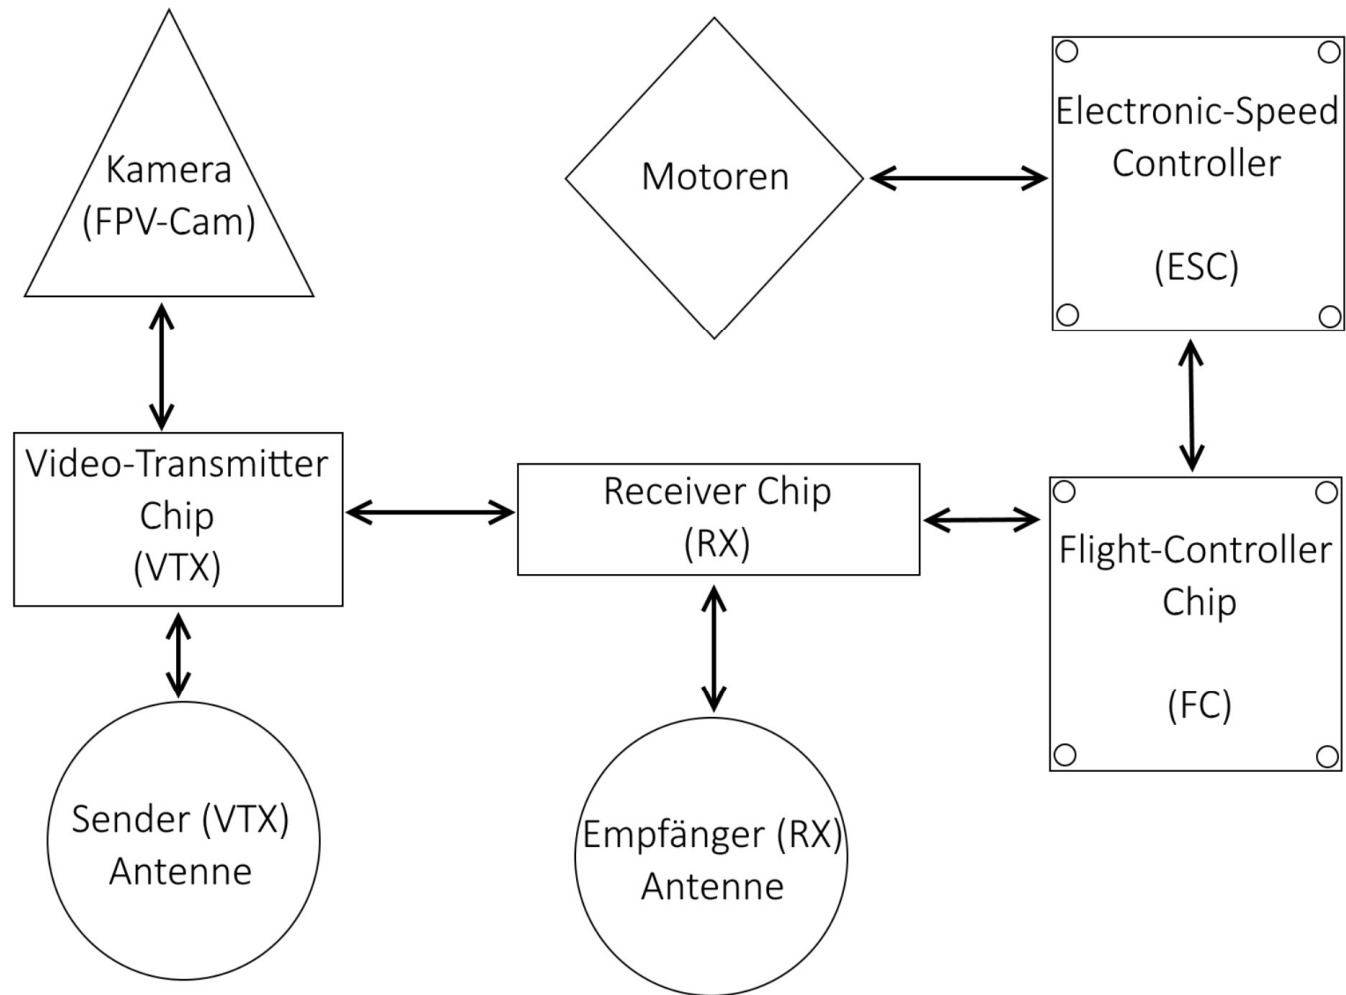 Kamera
(FPV-Cam)
Motoren
Electronic-Speed
Controller
(ESC)
Video-Transmitter
Chip
(VTX)
Receiver Chip
(RX)
Flight-Controller
Chip
(FC)
Sender (VTX)
Antenne
Empfänger (RX)
Antenne